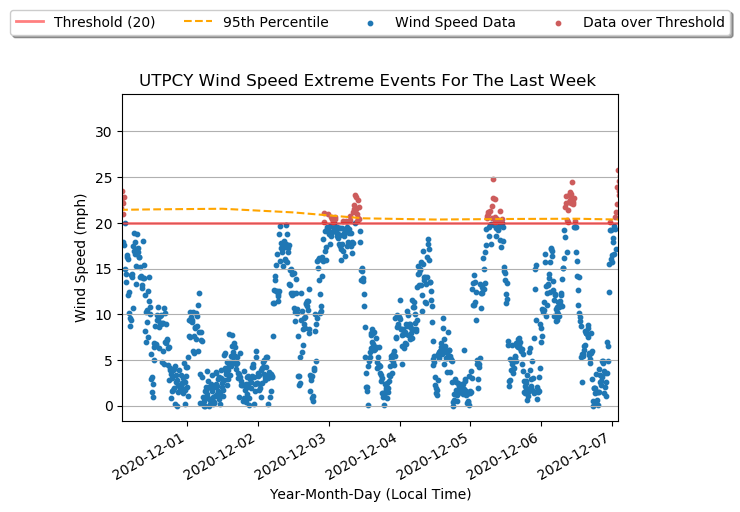 Threshold (20) 95th Percentile Wind Speed Data Data over Threshold
UTPCY Wind Speed Extreme Events For The Last Week
Wind Speed (mph)
30
25
20
15
10
5
0
2020-12-01 2020-12-02 2020-12-03 2020-12-04 2020-12-05 2020-12-06 2020-12-07
Year-Month-Day (Local Time)